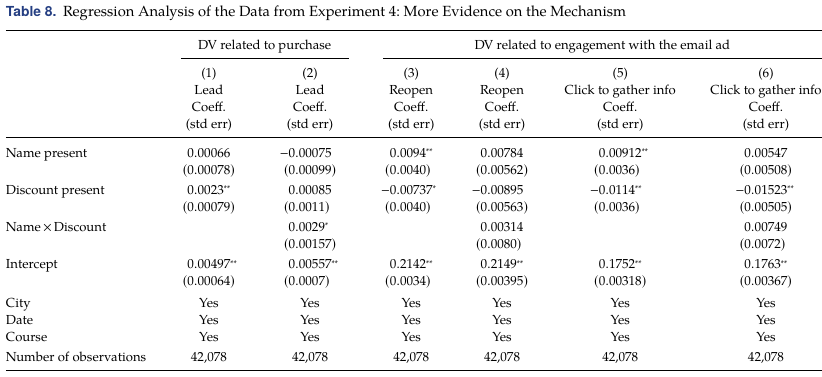 Table 8. Regression Analysis of the Data from Experiment 4: More Evidence on the Mechanism
DV related to purchase DV related to engagement with the email ad
(1) (2) (3) (4) (5) (6)
Lead Lead Reopen Reopen Click to gather info Click to gather info
Coeff. Coeff. Coeff. Coeff. Coeff. Coeff.
(std err) (std err) (std err) (std err) (std err) (std err)
Name present 0.00066 −0.00075 0.0094** 0.00784 0.00912** 0.00547
(0.00078) (0.00099) (0.0040) (0.00562) (0.0036) (0.00508)
Discount present 0.0023** 0.00085 −0.00737* −0.00895 −0.0114** −0.01523**
(0.00079) (0.0011) (0.0040) (0.00563) (0.0036) (0.00505)
Name × Discount 0.0029* 0.00314 0.00749
(0.00157) (0.0080) (0.0072)
Intercept 0.00497** 0.00557** 0.2142** 0.2149** 0.1752** 0.1763**
(0.00064) (0.0007) (0.0034) (0.00395) (0.00318) (0.00367)
City Yes Yes Yes Yes Yes Yes
Date Yes Yes Yes Yes Yes Yes
Course Yes Yes Yes Yes Yes Yes
Number of observations 42,078 42,078 42,078 42,078 42,078 42,078